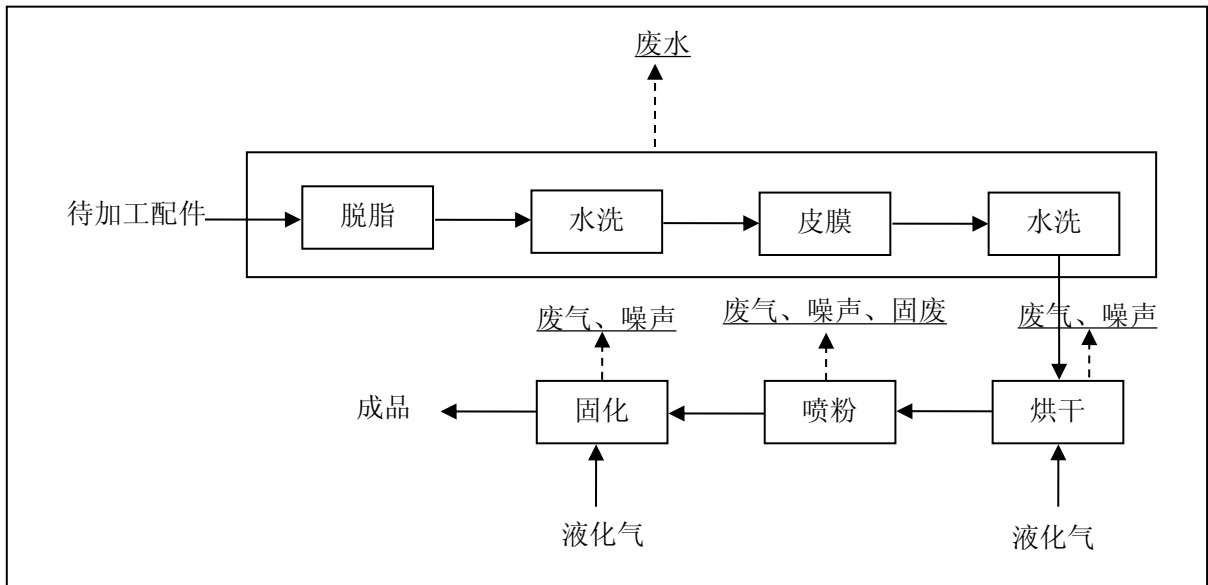 废水
待加工配件
脱脂
水洗
皮膜
水洗
废气、噪声
废气、噪声、固废
废气、噪声
成品
固化
喷粉
烘干
液化气
液化气